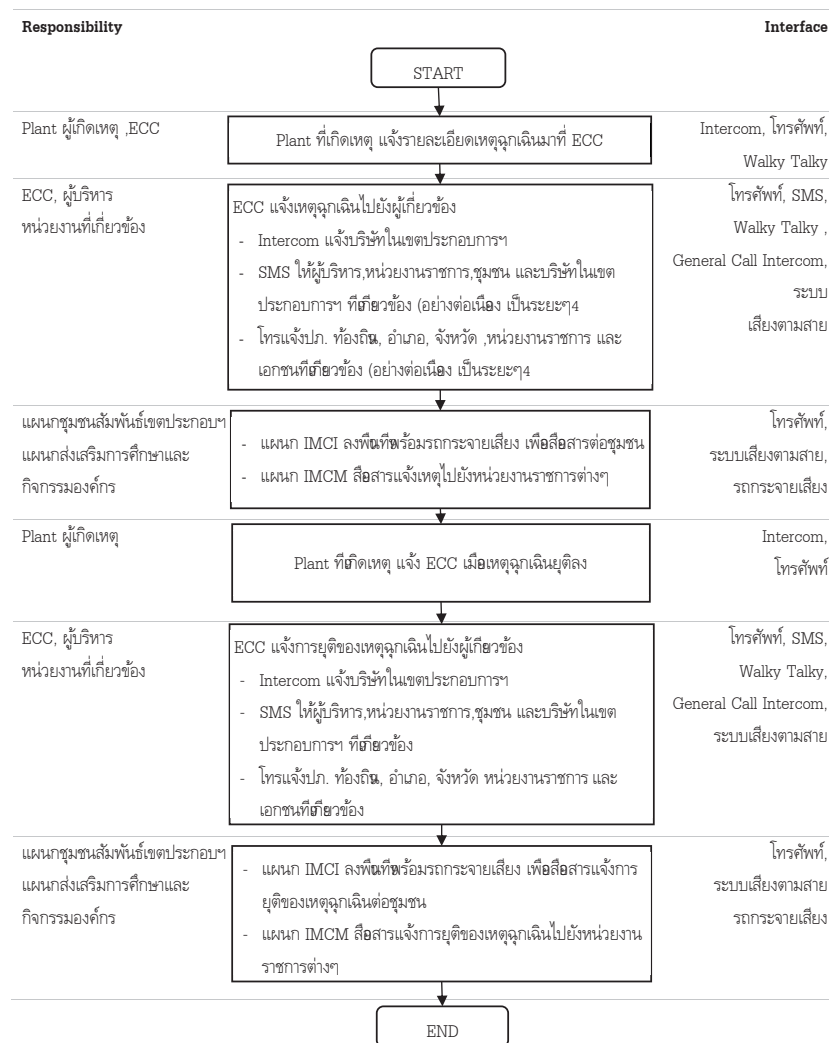 Responsibility Interface
START
Plant ผู้เกิดเหตุ ,ECC
Plant ที่เกิดเหตุ แจ้งรายละเอียดเหตุฉุกเฉินมาที่ ECC
Intercom, โทรศัพท์,
Walky Talky
ECC, ผู้บริหาร
หน่วยงานที่เกี่ยวข้อง
ECC แจ้งเหตุฉุกเฉินไปยังผู้เกี่ยวข้อง
- Intercom แจ้งบริษัทในเขตประกอบการฯ
- SMS ให้ผู้บริหาร,หน่วยงานราชการ,ชุมชน และบริษัทในเขต
ประกอบการฯ ที่เกี่ยวข้อง (อย่างต่อเนื่อง เป็นระยะๆ4
- โทรแจ้งปภ. ท้องถิ่น, อำเภอ, จังหวัด ,หน่วยงานราชการ และ
เอกชนที่เกี่ยวข้อง (อย่างต่อเนื่อง เป็นระยะๆ4
โทรศัพท์, SMS,
Walky Talky ,
General Call Intercom,
ระบบ
เสียงตามสาย
แผนกชุมชนสัมพันธ์เขตประกอบฯ
แผนกส่งเสริมการศึกษาและ
กิจกรรมองค์กร
- แผนก IMCI ลงพื้นที่พร้อมรถกระจายเสียง เพื่อสื่อสารต่อชุมชน
- แผนก IMCM สื่อสารแจ้งเหตุไปยังหน่วยงานราชการต่างๆ
โทรศัพท์,
ระบบเสียงตามสาย,
รถกระจายเสียง
Plant ผู้เกิดเหตุ
Plant ที่เกิดเหตุ แจ้ง ECC เมื่อเหตุฉุกเฉินยุติลง
Intercom,
โทรศัพท์
ECC, ผู้บริหาร
หน่วยงานที่เกี่ยวข้อง
ECC แจ้งการยุติของเหตุฉุกเฉินไปยังผู้เกี่ยวข้อง
- Intercom แจ้งบริษัทในเขตประกอบการฯ
- SMS ให้ผู้บริหาร,หน่วยงานราชการ,ชุมชน และบริษัทในเขต
ประกอบการฯ ที่เกี่ยวข้อง
- โทรแจ้งปภ. ท้องถิ่น, อำเภอ, จังหวัด หน่วยงานราชการ และ
เอกชนที่เกี่ยวข้อง
โทรศัพท์, SMS,
Walky Talky,
General Call Intercom,
ระบบเสียงตามสาย
แผนกชุมชนสัมพันธ์เขตประกอบฯ
แผนกส่งเสริมการศึกษาและ
กิจกรรมองค์กร
- แผนก IMCI ลงพื้นที่พร้อมรถกระจายเสียง เพื่อสื่อสารแจ้งการ
ยุติของเหตุฉุกเฉินต่อชุมชน
- แผนก IMCM สื่อสารแจ้งการยุติของเหตุฉุกเฉินไปยังหน่วยงาน
ราชการต่างๆ
โทรศัพท์,
ระบบเสียงตามสาย
รถกระจายเสียง
END